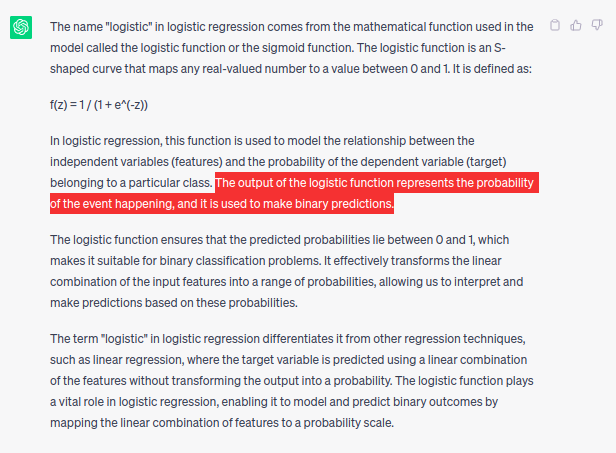 The name "logistic" in logistic regression comes from the mathematical function used in the
model called the logistic function or the sigmoid function. The logistic function is an S-
shaped curve that maps any real-valued number to a value between 0 and 1. It is defined as:
f(z) = 1 / (1 + e^(-z))
In logistic regression, this function is used to model the relationship between the
independent variables (features) and the probability of the dependent variable (target)
belonging to a particular class. The output of the logistic function represents the probability
of the event happening, and it is used to make binary predictions.
The logistic function ensures that the predicted probabilities lie between 0 and 1, which
makes it suitable for binary classification problems. It effectively transforms the linear
combination of the input features into a range of probabilities, allowing us to interpret and
make predictions based on these probabilities.
The term "logistic" in logistic regression differentiates it from other regression techniques,
such as linear regression, where the target variable is predicted using a linear combination
of the features without transforming the output into a probability. The logistic function plays
a vital role in logistic regression, enabling it to model and predict binary outcomes by
mapping the linear combination of features to a probability scale.